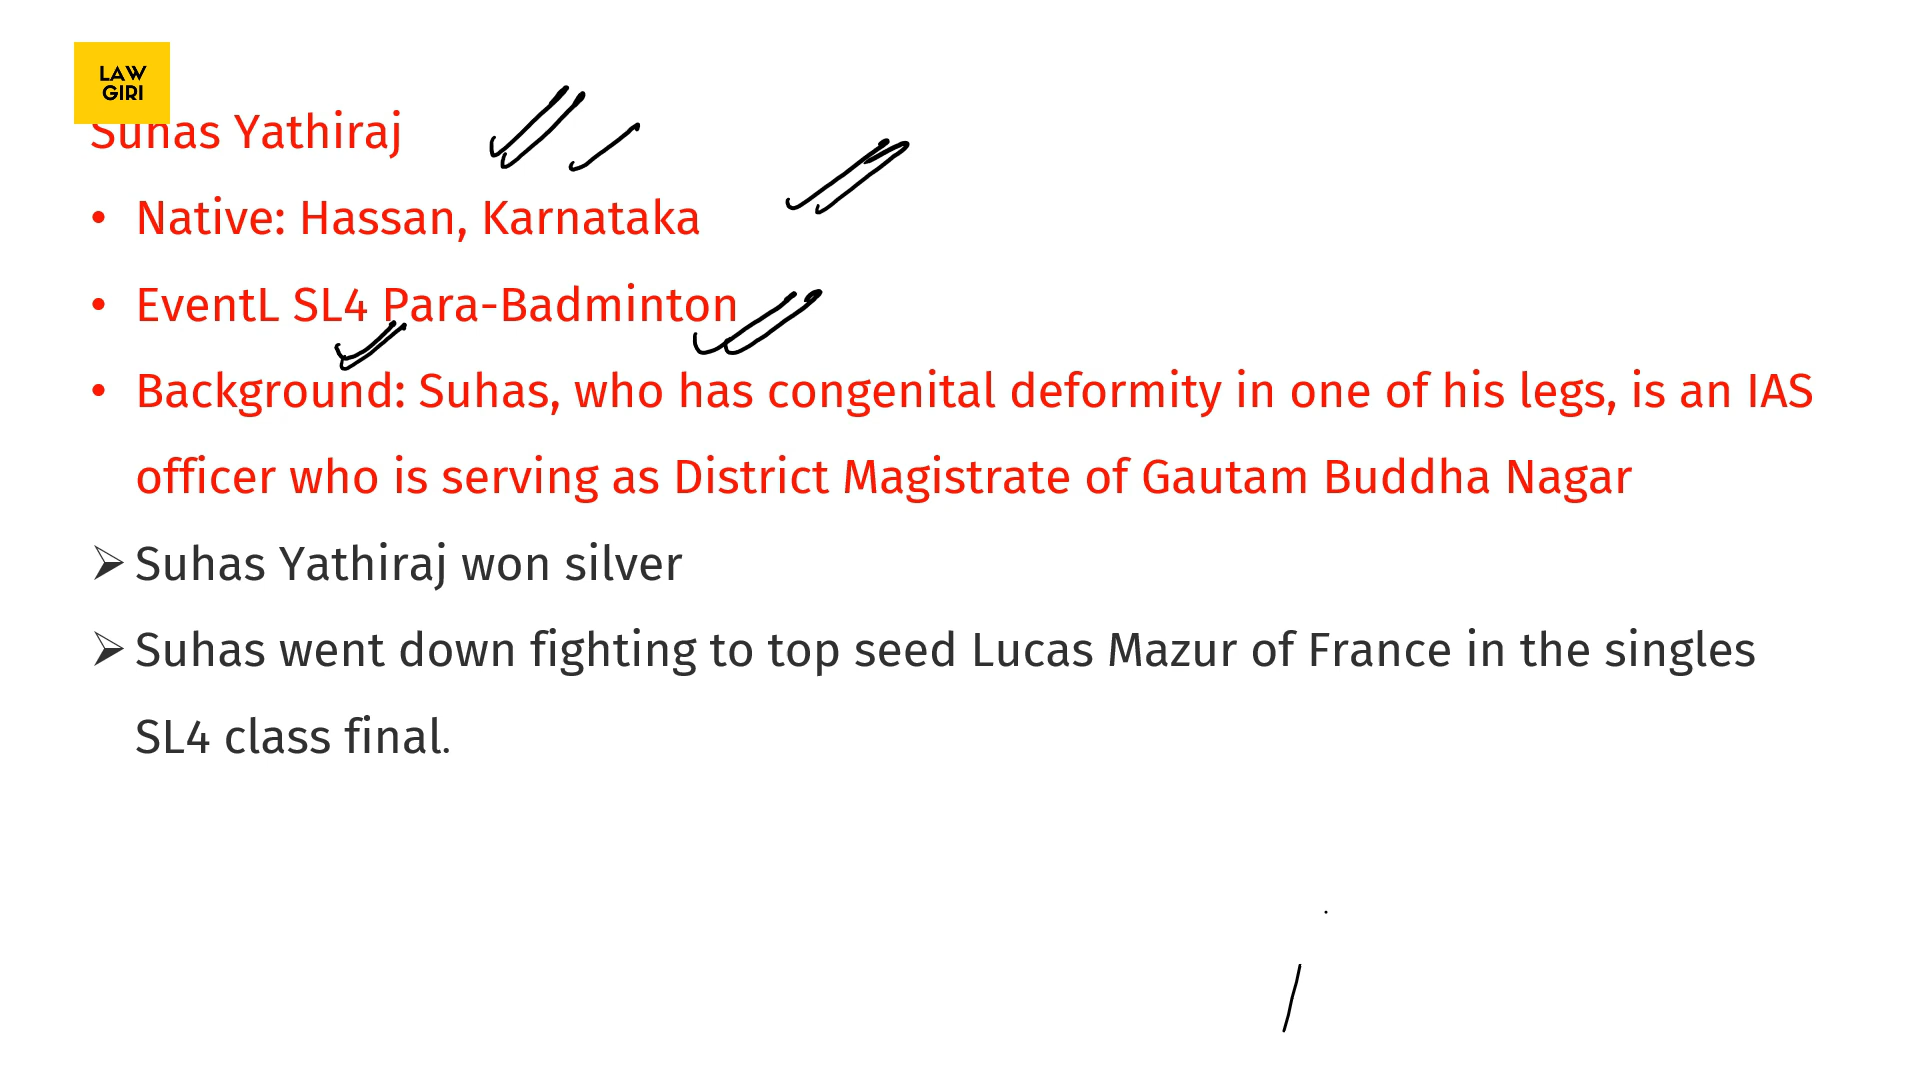 LAW
GIRI
Suhas Yathiraj
• Native: Hassan, Karnataka
• EventL SL4 Para-Badminton
• Background: Suhas, who has congenital deformity in one of his legs, is an IAS
officer who is serving as District Magistrate of Gautam Buddha Nagar
➢ Suhas Yathiraj won silver
➢ Suhas went down fighting to top seed Lucas Mazur of France in the singles
SL4 class final.